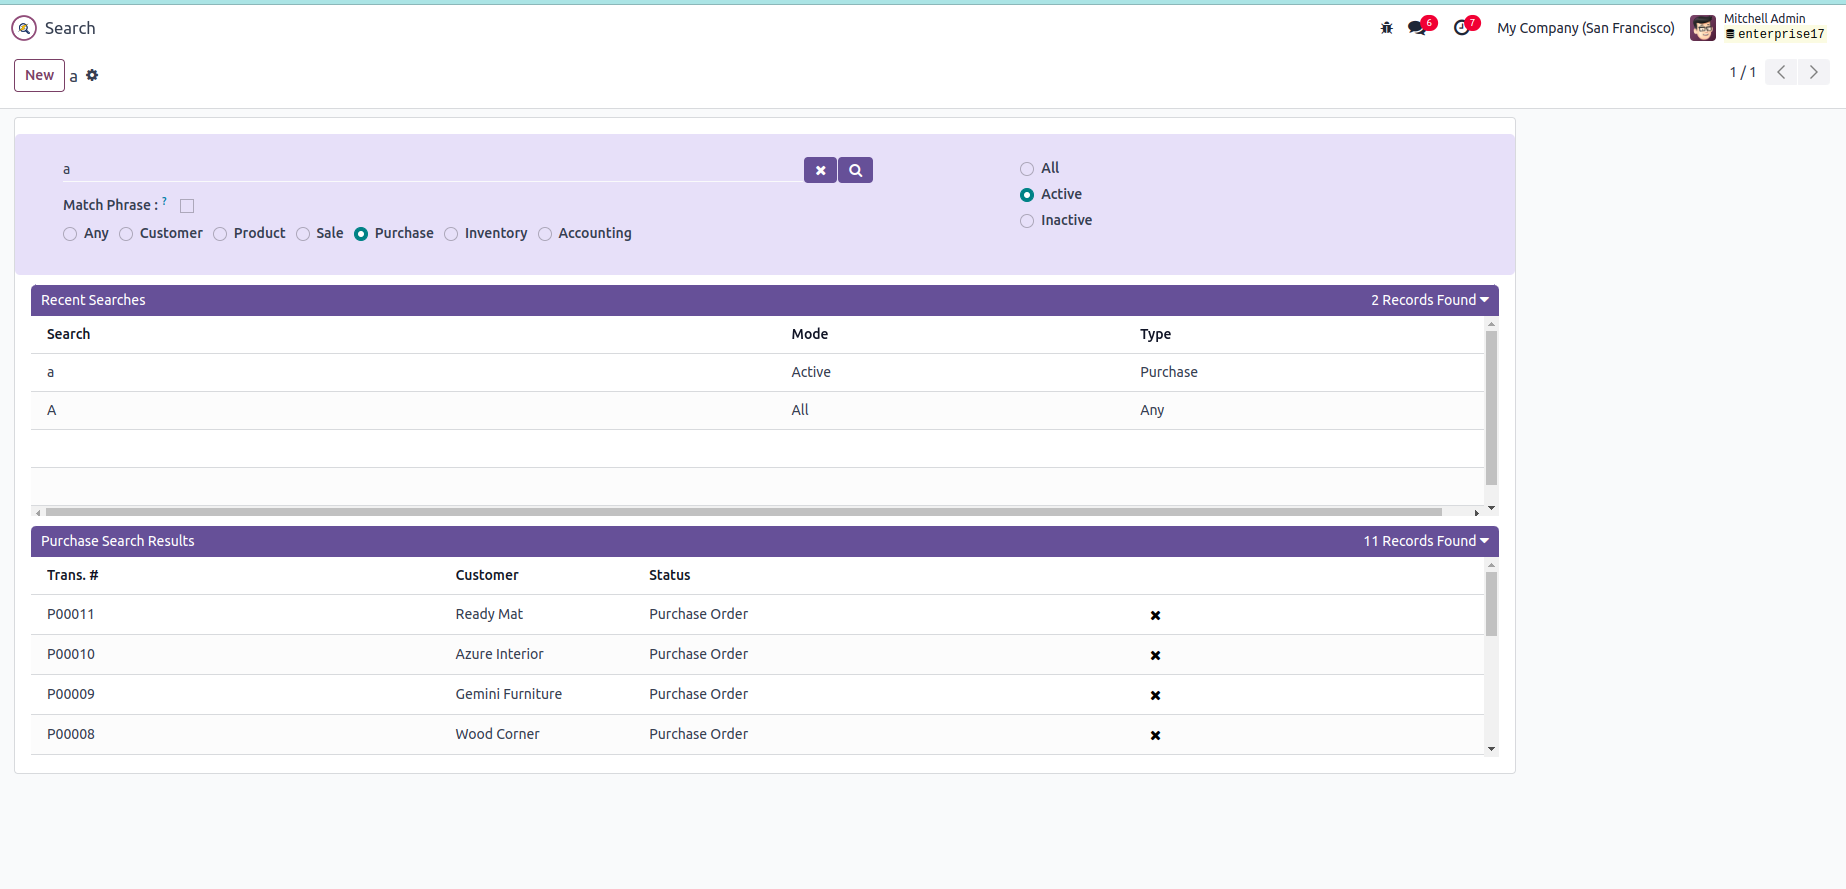 Search
6
7
My Company (San Francisco)
Mitchell Admin
enterprise17
New a
1 / 1
a
Match Phrase : ?
Any Customer Product Sale Purchase Inventory Accounting
All
Active
Inactive
Recent Searches 2 Records Found
Search Mode Type
a Active Purchase
A All Any
Purchase Search Results 11 Records Found
Trans. # Customer Status
P00011 Ready Mat Purchase Order
P00010 Azure Interior Purchase Order
P00009 Gemini Furniture Purchase Order
P00008 Wood Corner Purchase Order